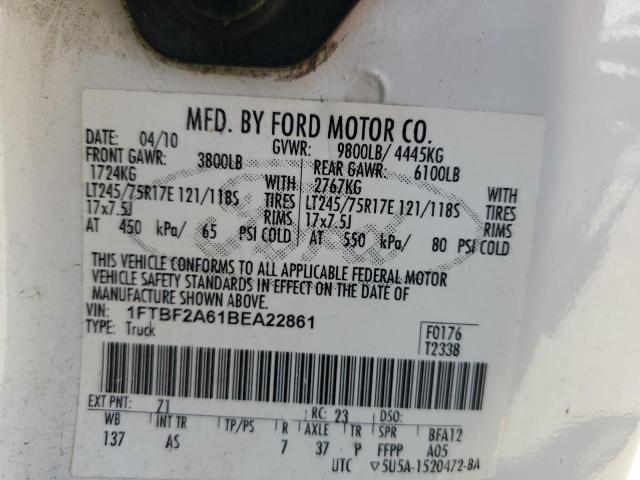 MFD. BY FORD MOTOR CO.
DATE: 04/10 GVWR: 9800LB/ 4445KG
FRONT GAWR: 3800LB REAR GAWR: 6100LB
1724KG WITH 2767KG WITH
LT245/75R17E 121/118S TIRES LT245/75R17E 121/118S TIRES
17x7.5J RIMS 17x7.5J RIMS
AT 450 kPa/ 65 PSI COLD AT 550 kPa/ 80 PSI COLD
THIS VEHICLE CONFORMS TO ALL APPLICABLE FEDERAL MOTOR
VEHICLE SAFETY STANDARDS IN EFFECT ON THE DATE OF
MANUFACTURE SHOWN ABOVE.
VIN: 1FTBF2A61BEA22861 F0176
TYPE: Truck T2338
EXT PNT: Z1 RC: 23 DSO:
WB INT TR TP/PS R AXLE TR SPR BFA12
137 AS 7 37 P FFPP A05
UTC ▽5U5A-1520472-BA